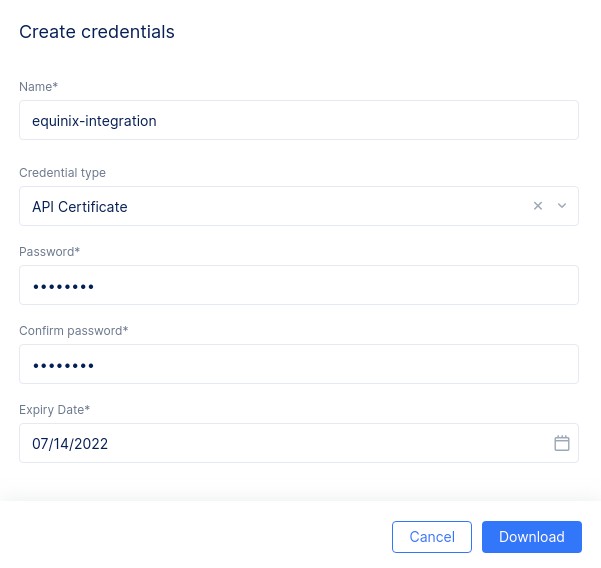 Create credentials
Name*
equinix-integration
Credential type
API Certificate
Password*
••••••••
Confirm password*
••••••••
Expiry Date*
07/14/2022
Cancel Download